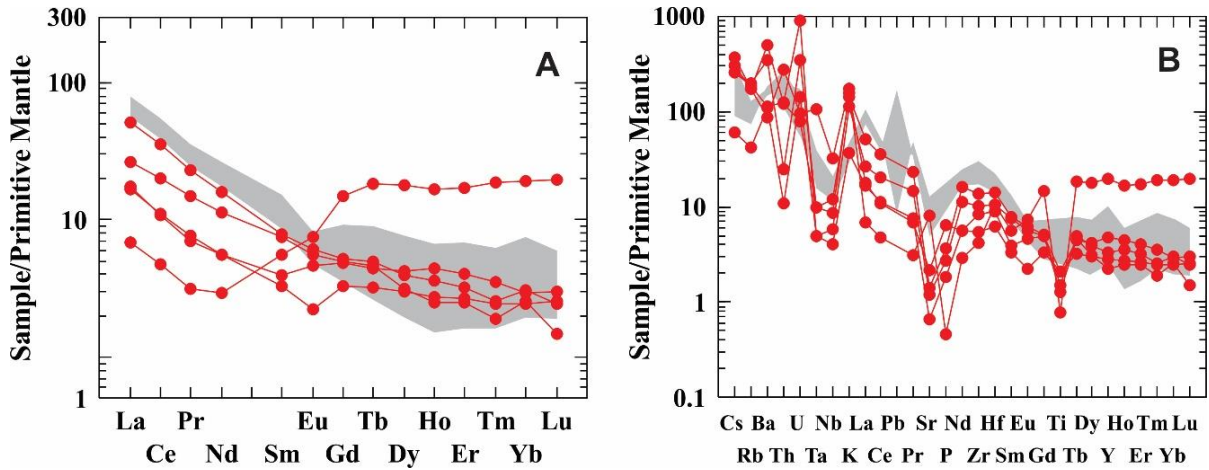 Sample/Primitive Mantle
300
100
10
1
A
La Pr Eu Tb Ho Tm Lu
Ce Nd Sm Gd Dy Er Yb
Sample/Primitive Mantle
1000
100
10
1
0.1
B
Cs Ba U Nb La Pb Sr Nd Hf Eu Ti Dy Ho Tm Lu
Rb Th Ta K Ce Pr P Zr Sm Gd Tb Y Er Yb